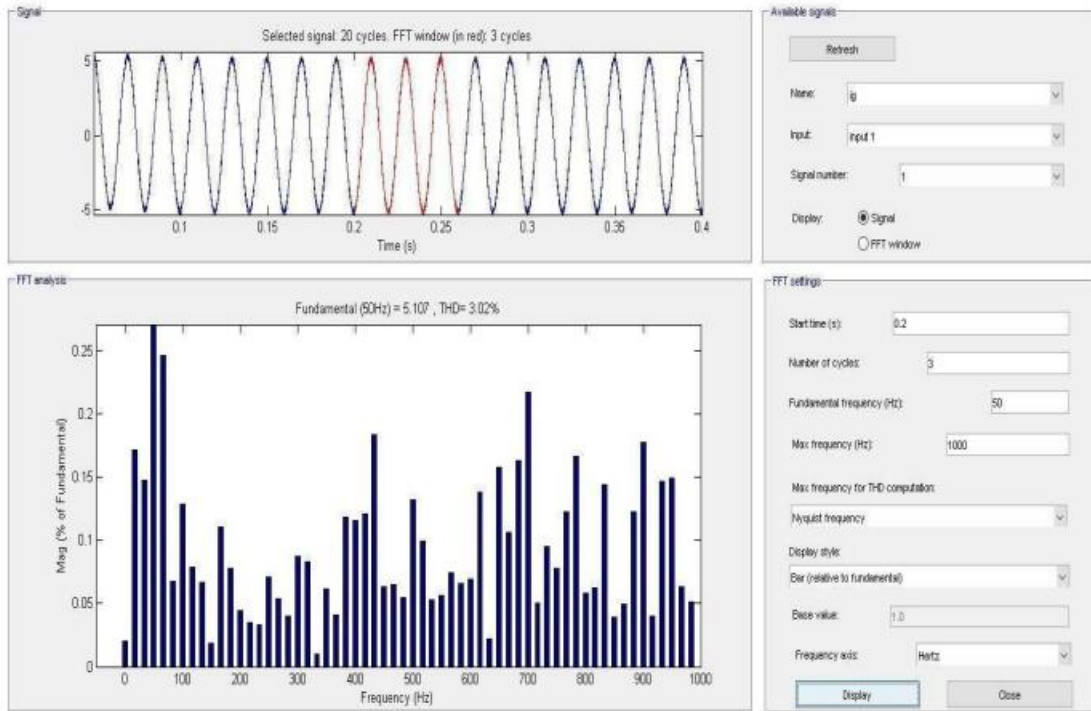 Signal
Selected signal: 20 cycles. FFT window (in red): 3 cycles
5
0
-5
0.1
0.15
0.2
0.25
0.3
0.35
0.4
Time (s)
Available signals
Refresh
Name:
ig
Input:
input 1
Signal number:
1
Display:
Signal
FFT window
FFT analysis
Fundamental (50Hz) = 5.107 , THD= 3.02%
Mag (% of Fundamental)
0.25
0.2
0.15
0.1
0.05
0
0
100
200
300
400
500
600
700
800
900
1000
Frequency (Hz)
FFT settings
Start time (s):
0.2
Number of cycles:
3
Fundamental frequency (Hz):
50
Max frequency (Hz):
1000
Max frequency for THD computation:
Nyquist frequency
Display style:
Bar (relative to fundamental)
Base value:
1.0
Frequency axis:
Hertz
Display
Close